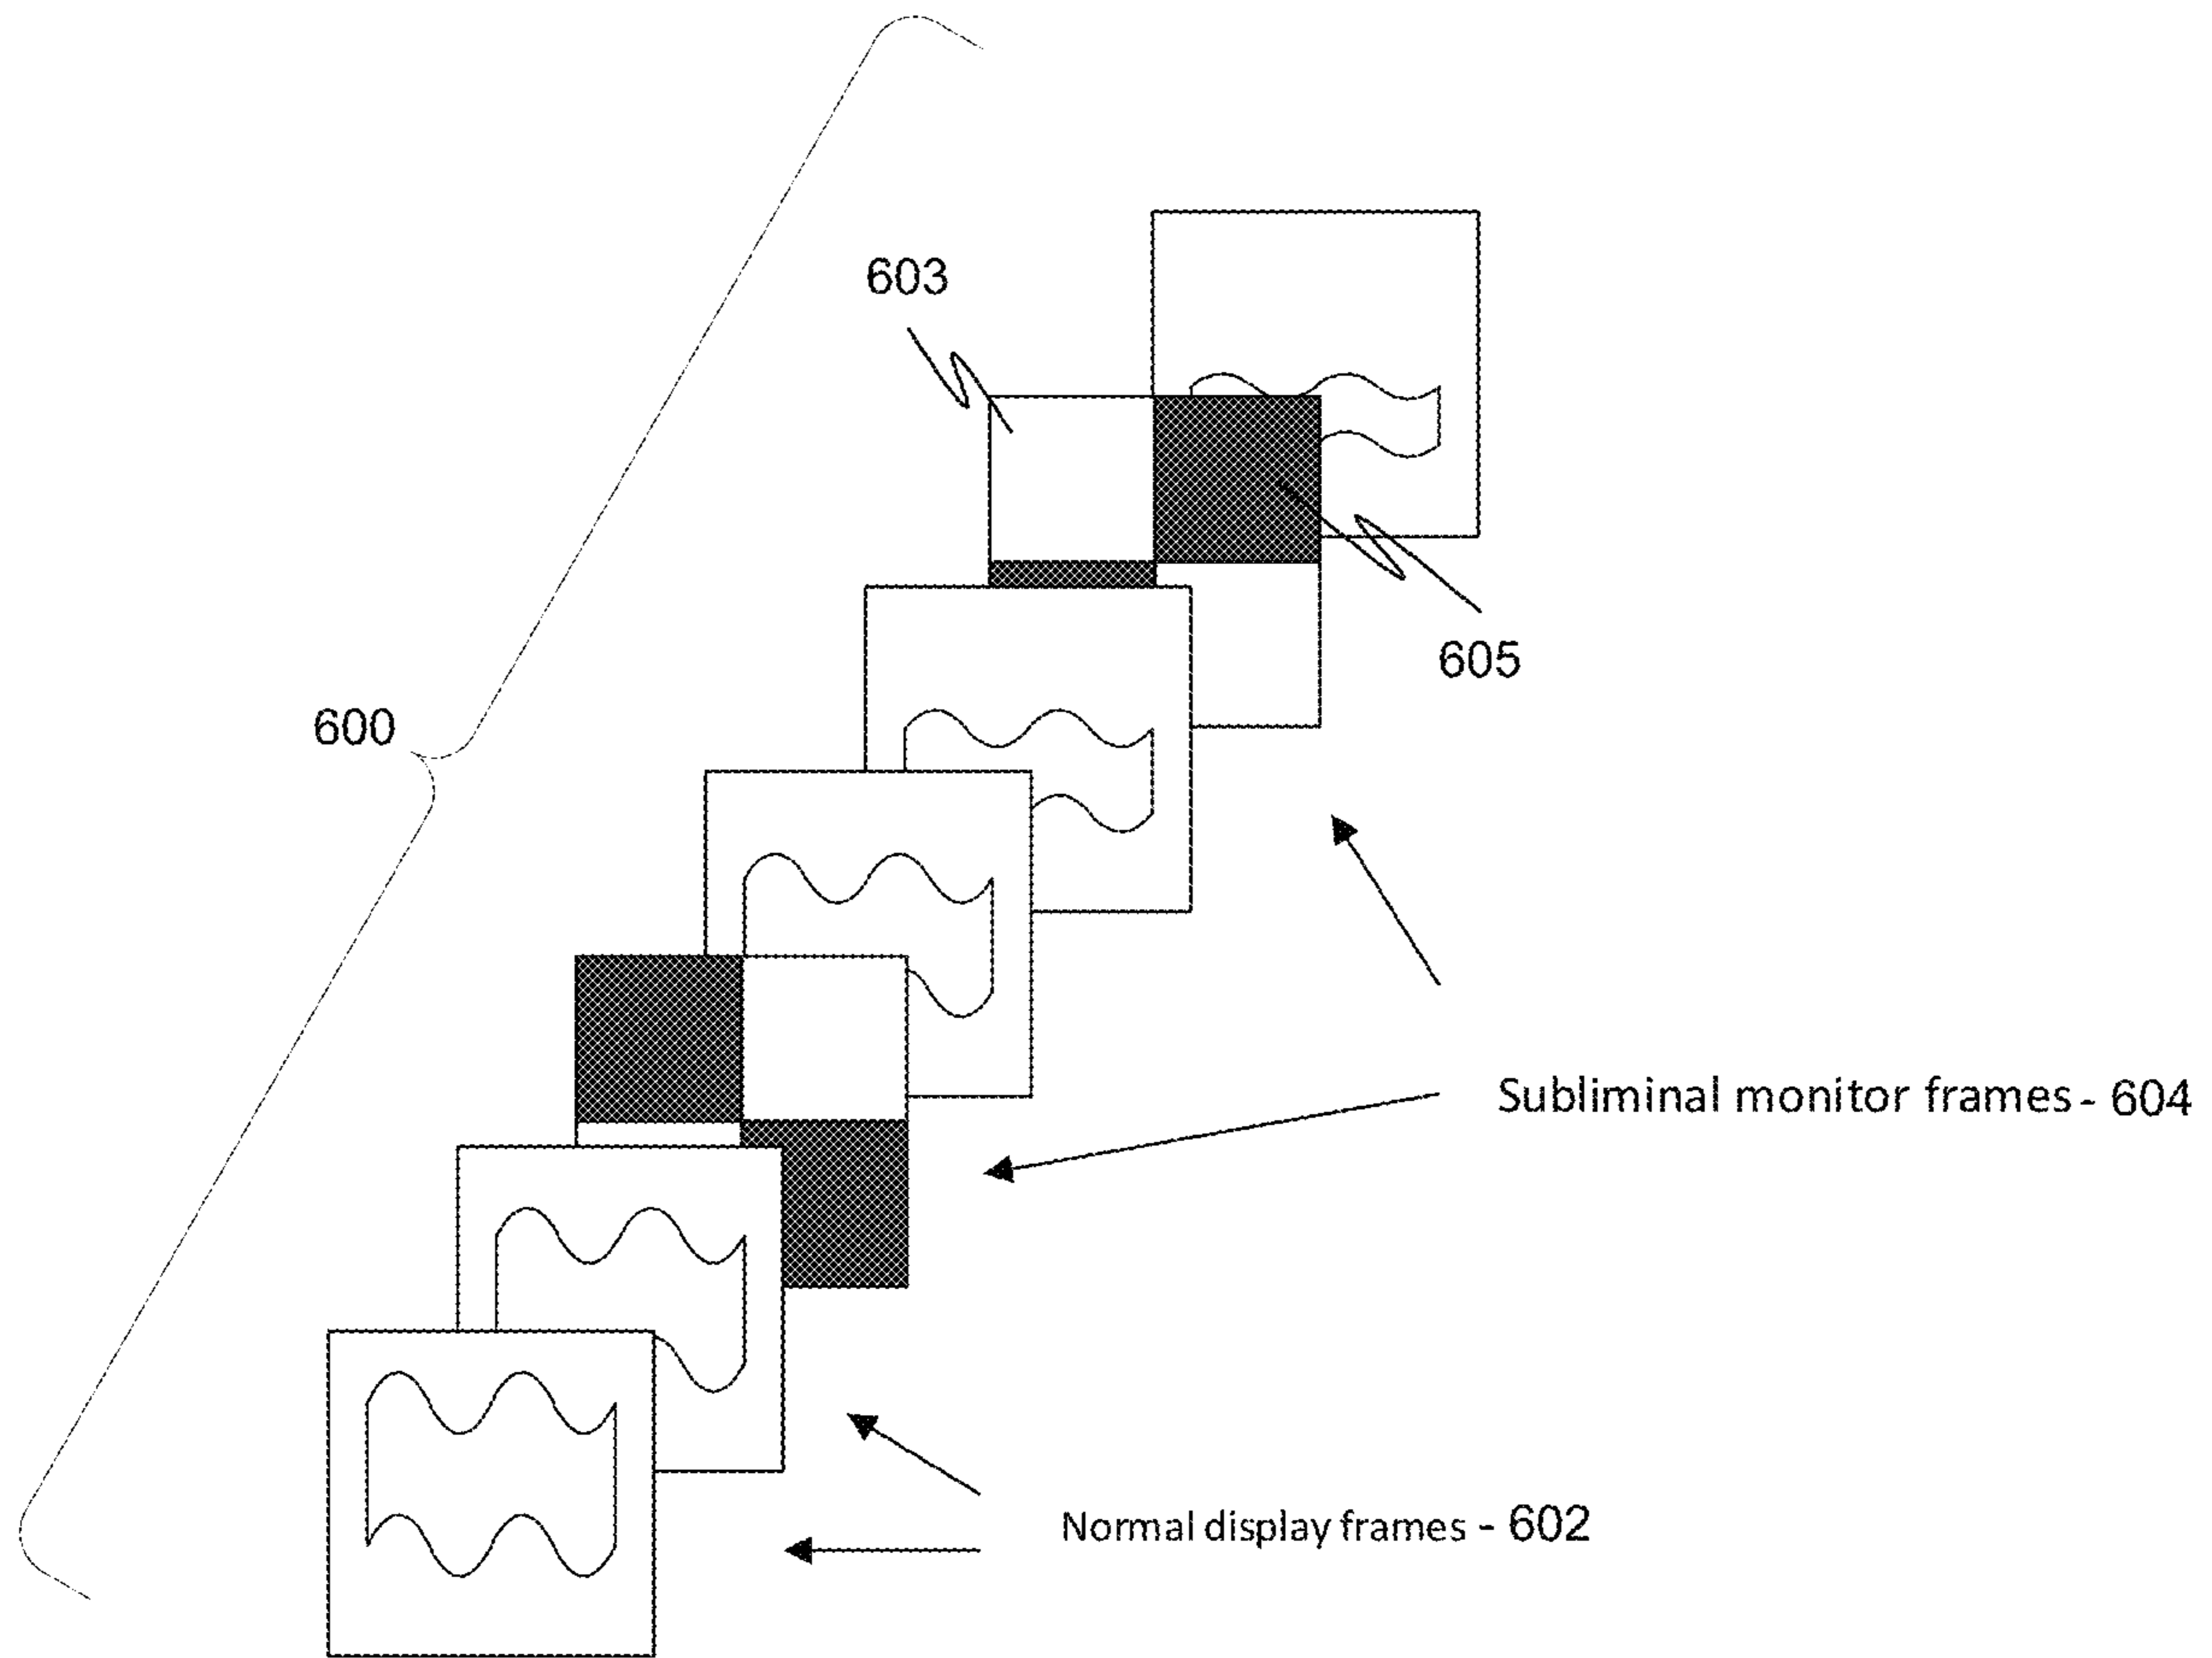 603
605
600
Subliminal monitor frames - 604
Normal display frames - 602